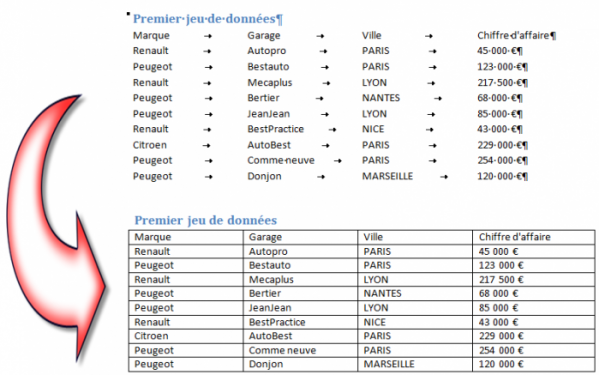 Premier·jeu·de·données¶
Marque → Garage → Ville → Chiffre·d'affaire¶
Renault → Autopro → PARIS → 45·000·€¶
Peugeot → Bestauto → PARIS → 123·000·€¶
Renault → Mecaplus → LYON → 217·500·€¶
Peugeot → Bertier → NANTES → 68·000·€¶
Peugeot → JeanJean → LYON → 85·000·€¶
Renault → BestPractice → NICE → 43·000·€¶
Citroen → AutoBest → PARIS → 229·000·€¶
Peugeot → Comme·neuve → PARIS → 254·000·€¶
Peugeot → Donjon → MARSEILLE → 120·000·€¶
Premier jeu de données
Marque Garage Ville Chiffre d'affaire
Renault Autopro PARIS 45 000 €
Peugeot Bestauto PARIS 123 000 €
Renault Mecaplus LYON 217 500 €
Peugeot Bertier NANTES 68 000 €
Peugeot JeanJean LYON 85 000 €
Renault BestPractice NICE 43 000 €
Citroen AutoBest PARIS 229 000 €
Peugeot Comme neuve PARIS 254 000 €
Peugeot Donjon MARSEILLE 120 000 €